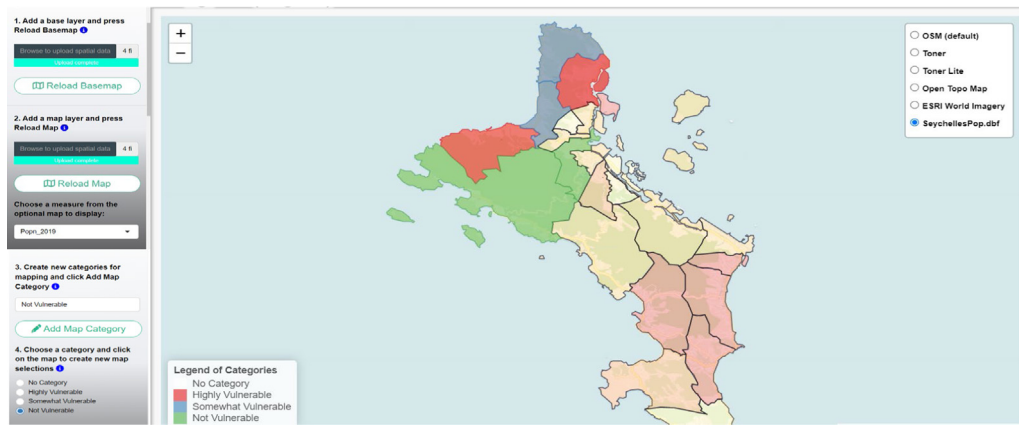 1. Add a base layer and press
Reload Basemap
Browse to upload spatial data
4 fi
Upload complete
Reload Basemap
2. Add a map layer and press
Reload Map
Browse to upload spatial data
4 fi
Upload complete
Reload Map
Choose a measure from the
optional map to display:
Popn_2019
3. Create new categories for
mapping and click Add Map
Category
Not Vulnerable
Add Map Category
4. Choose a category and click
on the map to create new map
selections
No Category
Highly Vulnerable
Somewhat Vulnerable
Not Vulnerable
+
−
Legend of Categories
No Category
Highly Vulnerable
Somewhat Vulnerable
Not Vulnerable
OSM (default)
Toner
Toner Lite
Open Topo Map
ESRI World Imagery
SeychellesPop.dbf